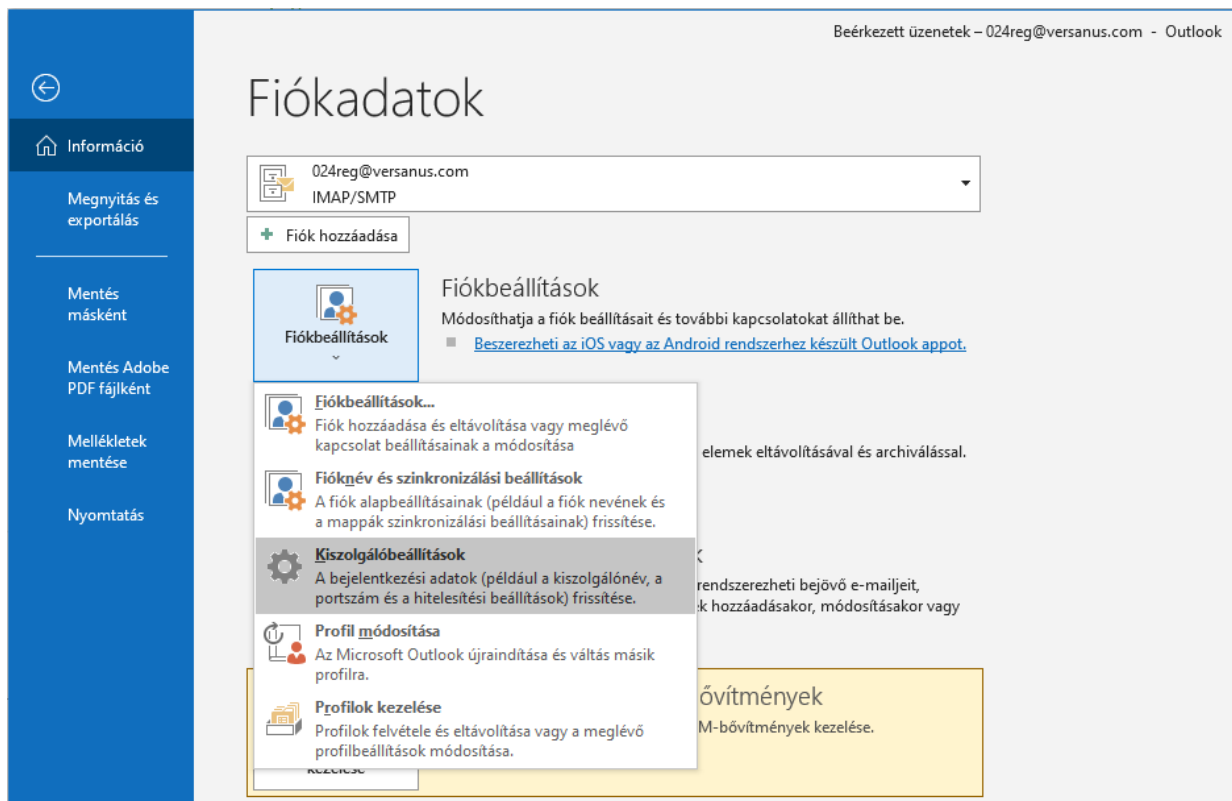 Beérkezett üzenetek – 024reg@versanus.com - Outlook
Fiókadatok
Információ
Megnyitás és
exportálás
Mentés
másként
Mentés Adobe
PDF fájlként
Mellékletek
mentése
Nyomtatás
024reg@versanus.com
IMAP/SMTP
Fiók hozzáadása
Fiókbeállítások
Fiókbeállítások
Módosíthatja a fiók beállításait és további kapcsolatokat állíthat be.
Beszerezheti az iOS vagy az Android rendszerhez készült Outlook appot.
Fiókbeállítások...
Fiók hozzáadása és eltávolítása vagy meglévő
kapcsolat beállításainak a módosítása
elemek eltávolításával és archiválással.
Fióknév és szinkronizálási beállítások
A fiók alapbeállításainak (például a fiók nevének és
a mappák szinkronizálási beállításainak) frissítése.
Kiszolgálóbeállítások
A bejelentkezési adatok (például a kiszolgálónév, a
portszám és a hitelesítési beállítások) frissítése.
rendszerezheti bejövő e-mailjeit,
k hozzáadásakor, módosításakor vagy
Profil módosítása
Az Microsoft Outlook újraindítása és váltás másik
profilra.
Profilok kezelése
Profilok felvétele és eltávolítása vagy a meglévő
profilbeállítások módosítása.
ővítmények
M-bővítmények kezelése.
kezelése